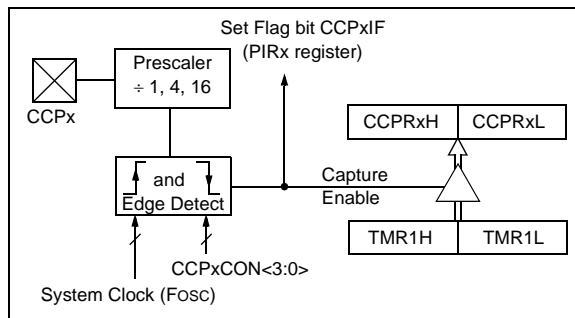 Set Flag bit CCPxIF
(PIRx register)
Prescaler
÷ 1, 4, 16
CCPx
CCPRxH CCPRxL
and
Edge Detect
Capture
Enable
TMR1H TMR1L
CCPxCON<3:0>
System Clock (FOSC)